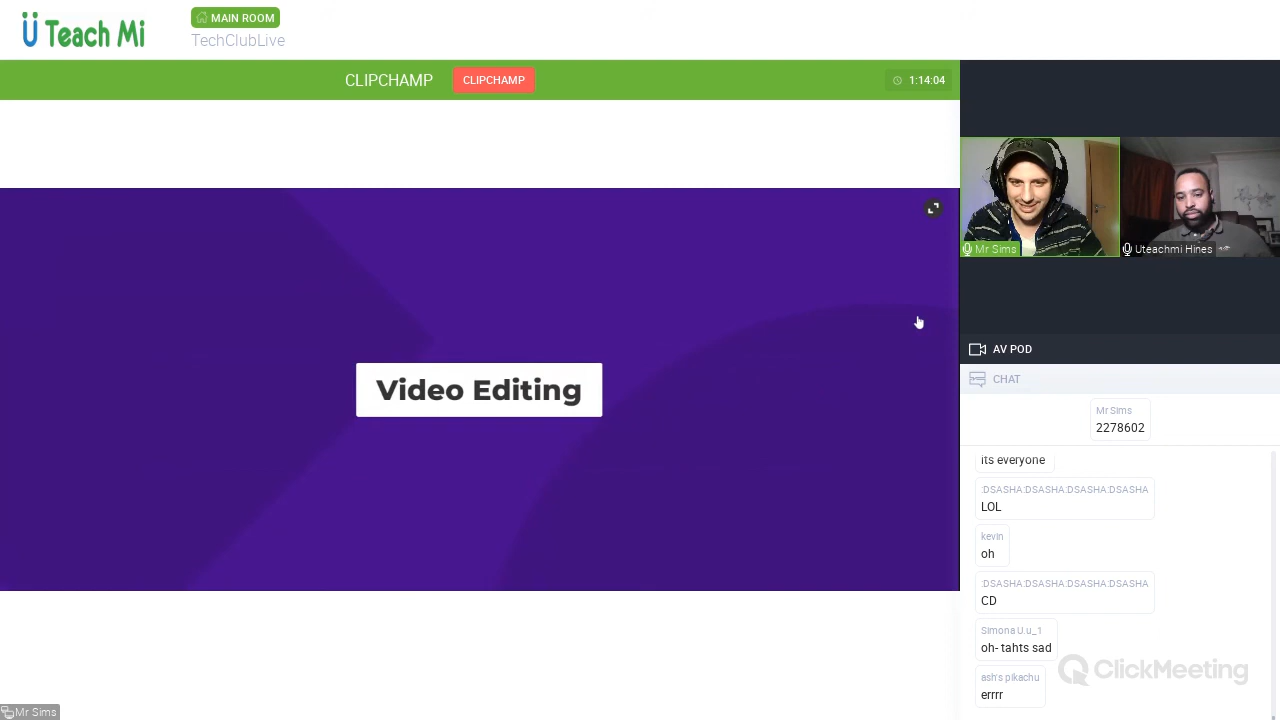 Ü Teach Mi
MAIN ROOM
TechClubLive
CLIPCHAMP
CLIPCHAMP
1:14:04
Video Editing
Mr Sims
Uteachmi Hines
AV POD
CHAT
Mr Sims
2278602
its everyone
:DSASHA:DSASHA:DSASHA:DSASHA
LOL
kevin
oh
:DSASHA:DSASHA:DSASHA:DSASHA
CD
Simona U.u_1
oh- tahts sad
ash's pikachu
errrr
ClickMeeting
Mr Sims